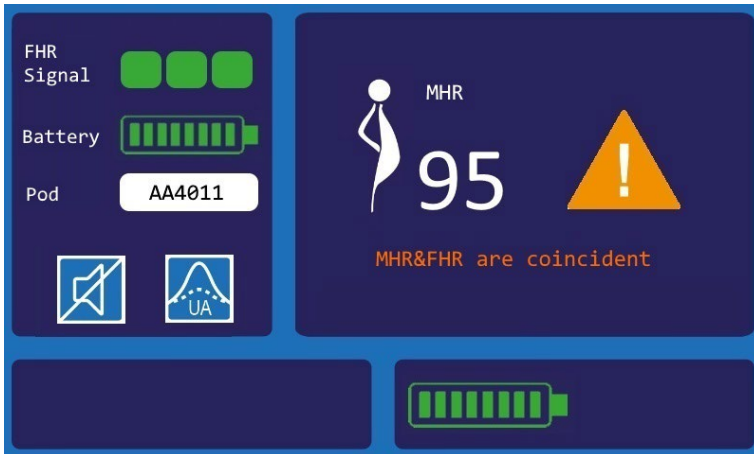 FHR
Signal
Battery
Pod
AA4011
UA
MHR
95
!
MHR&FHR are coincident